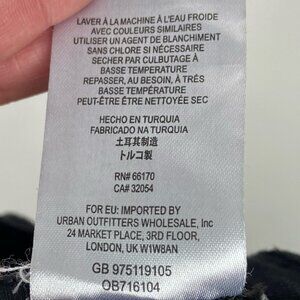 LAVER À LA MACHINE À L'EAU FROIDE
AVEC COULEURS SIMILAIRES
UTILISER UN AGENT DE BLANCHIMENT
SANS CHLORE SI NÉCESSAIRE
SECHER PAR CULBUTAGE À
BASSE TEMPERATURE
REPASSER, AU BESOIN, À TRÈS
BASSE TEMPÉRATURE
PEUT-ÊTRE ÊTRE NETTOYÉE SEC
HECHO EN TURQUIA
FABRICADO NA TURQUIA
土耳其制造
トルコ製
RN# 66170
CA# 32054
FOR EU: IMPORTED BY
URBAN OUTFITTERS WHOLESALE, Inc
24 MARKET PLACE, 3RD FLOOR,
LONDON, UK W1W8AN
GB 975119105
OB716104